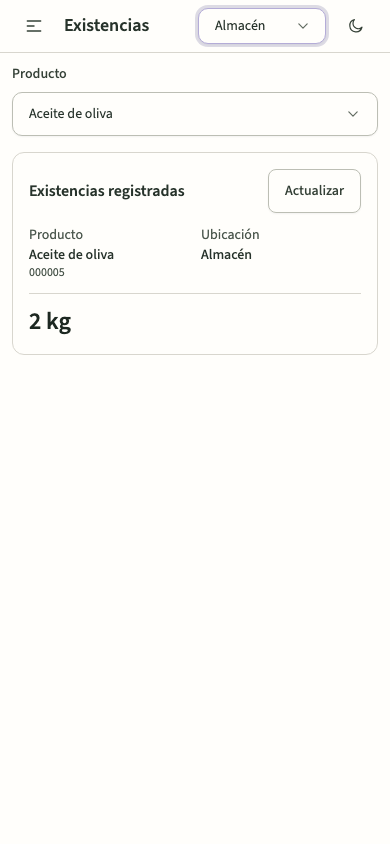 Existencias
Almacén
Producto
Aceite de oliva
Existencias registradas
Actualizar
Producto
Ubicación
Aceite de oliva
Almacén
000005
2 kg